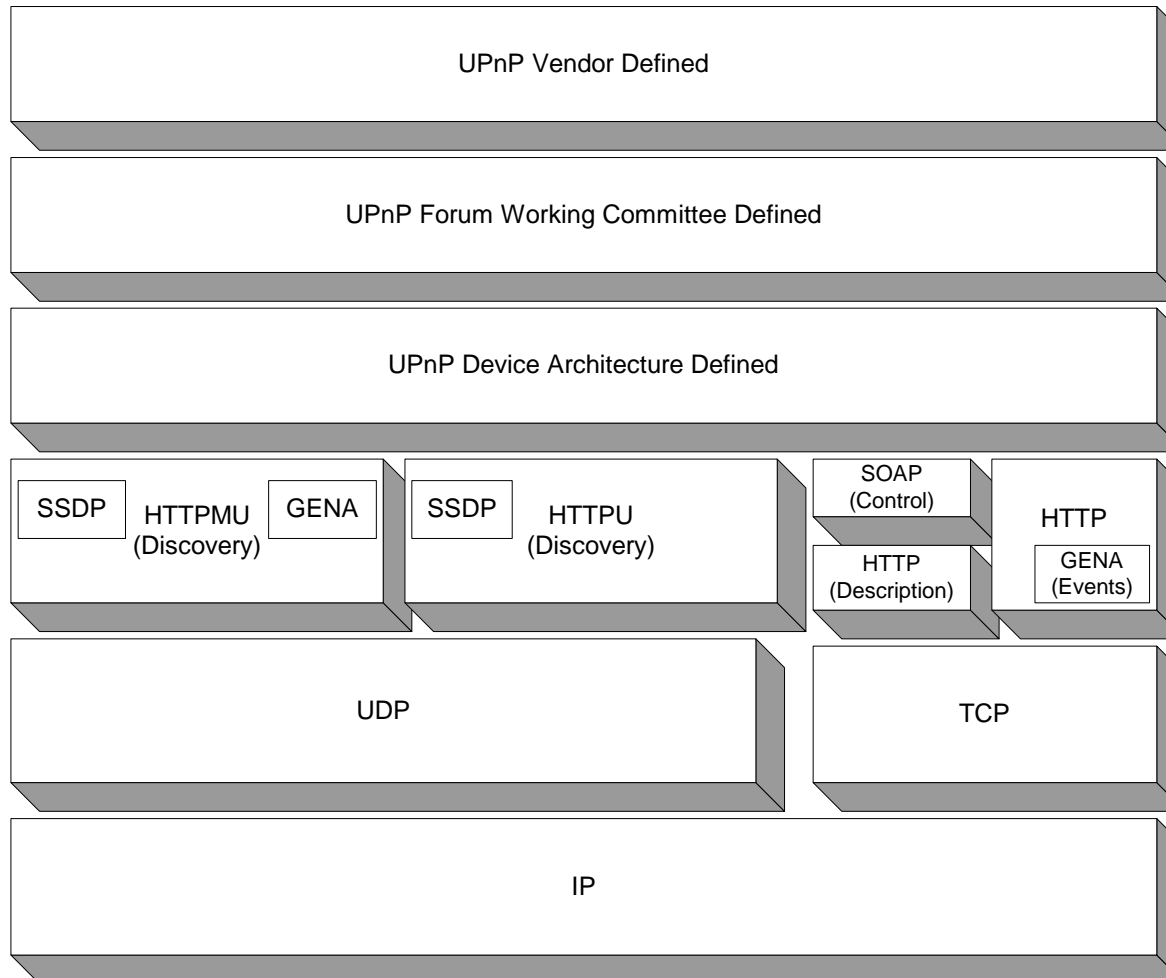 UPnP Vendor Defined
UPnP Forum Working Committee Defined
UPnP Device Architecture Defined
SSDP
HTTPMU
(Discovery)
GENA
SSDP
HTTPU
(Discovery)
SOAP
(Control)
HTTP
(Description)
HTTP
GENA
(Events)
UDP
TCP
IP